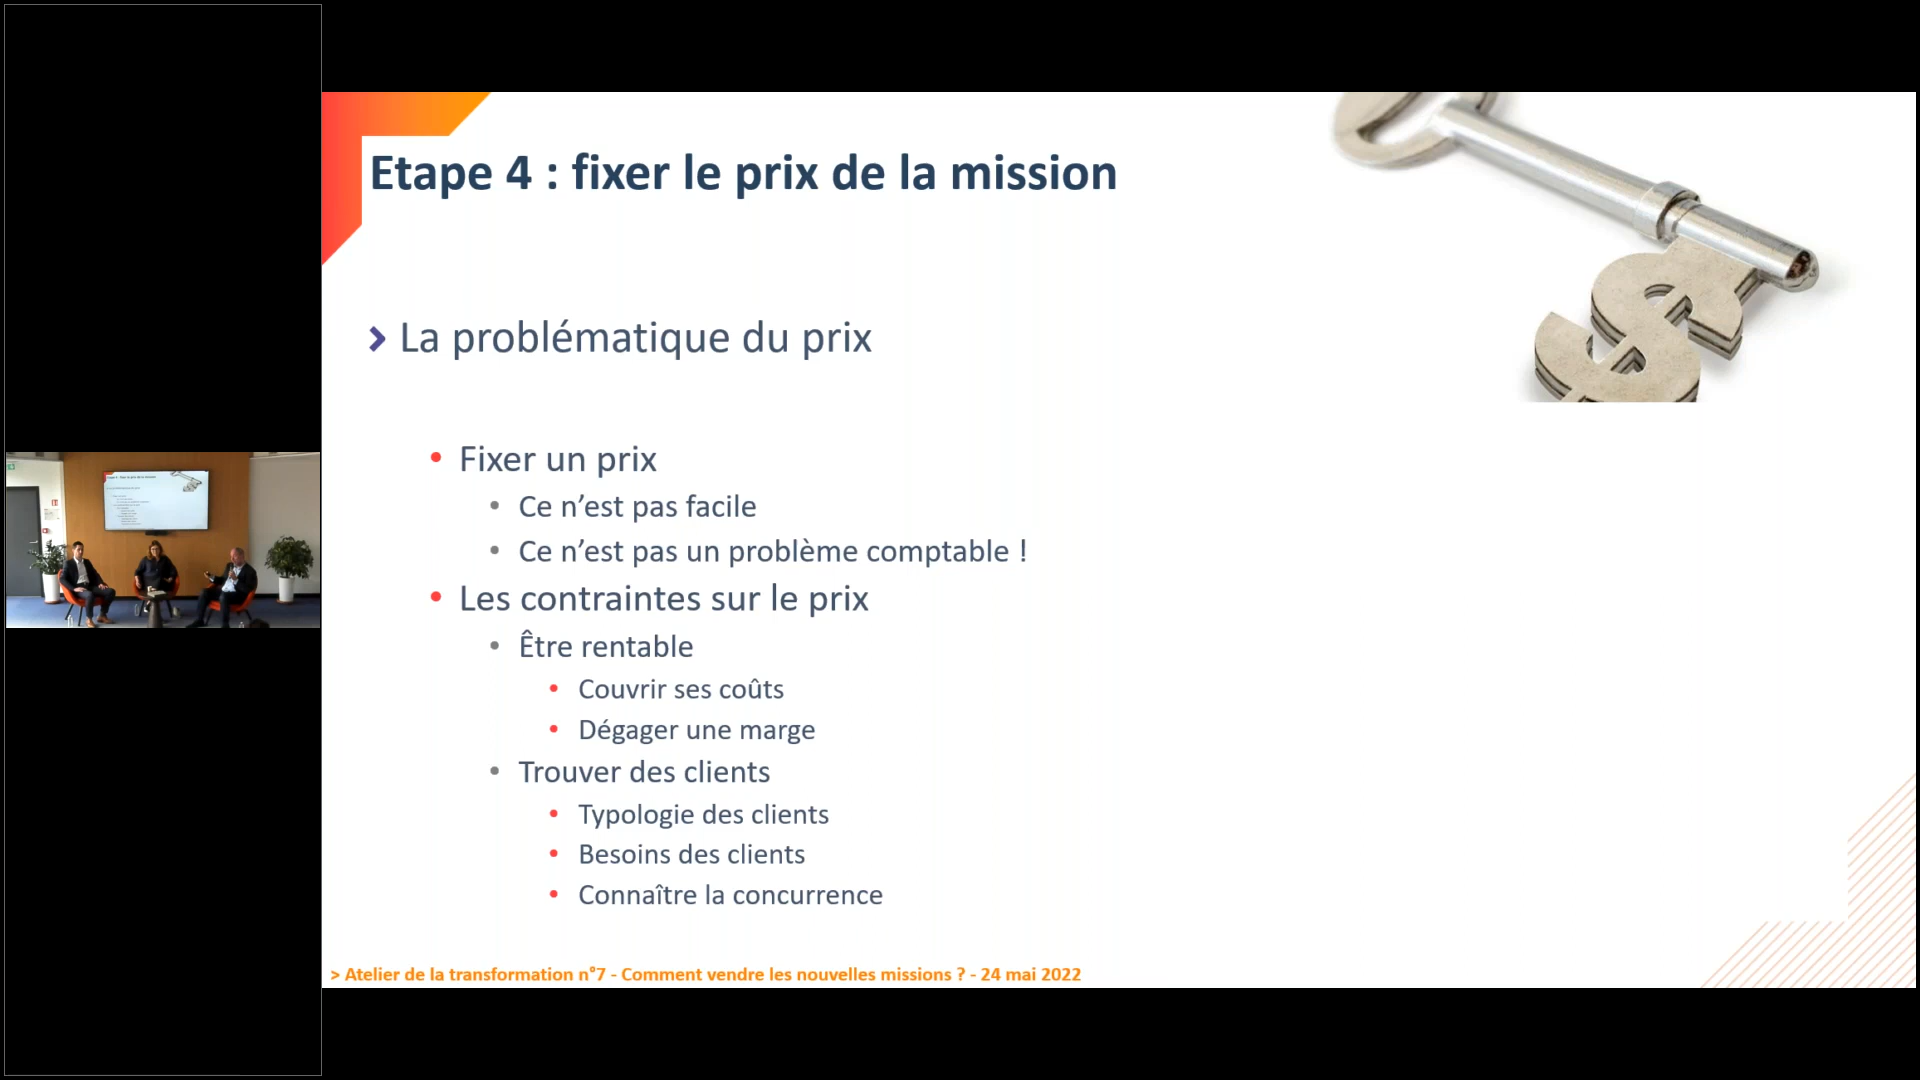 Etape 4 : fixer le prix de la mission
La problématique du prix
Fixer un prix
Ce n’est pas facile
Ce n’est pas un problème comptable !
Les contraintes sur le prix
Être rentable
Couvrir ses coûts
Dégager une marge
Trouver des clients
Typologie des clients
Besoins des clients
Connaître la concurrence
> Atelier de la transformation n°7 - Comment vendre les nouvelles missions ? - 24 mai 2022